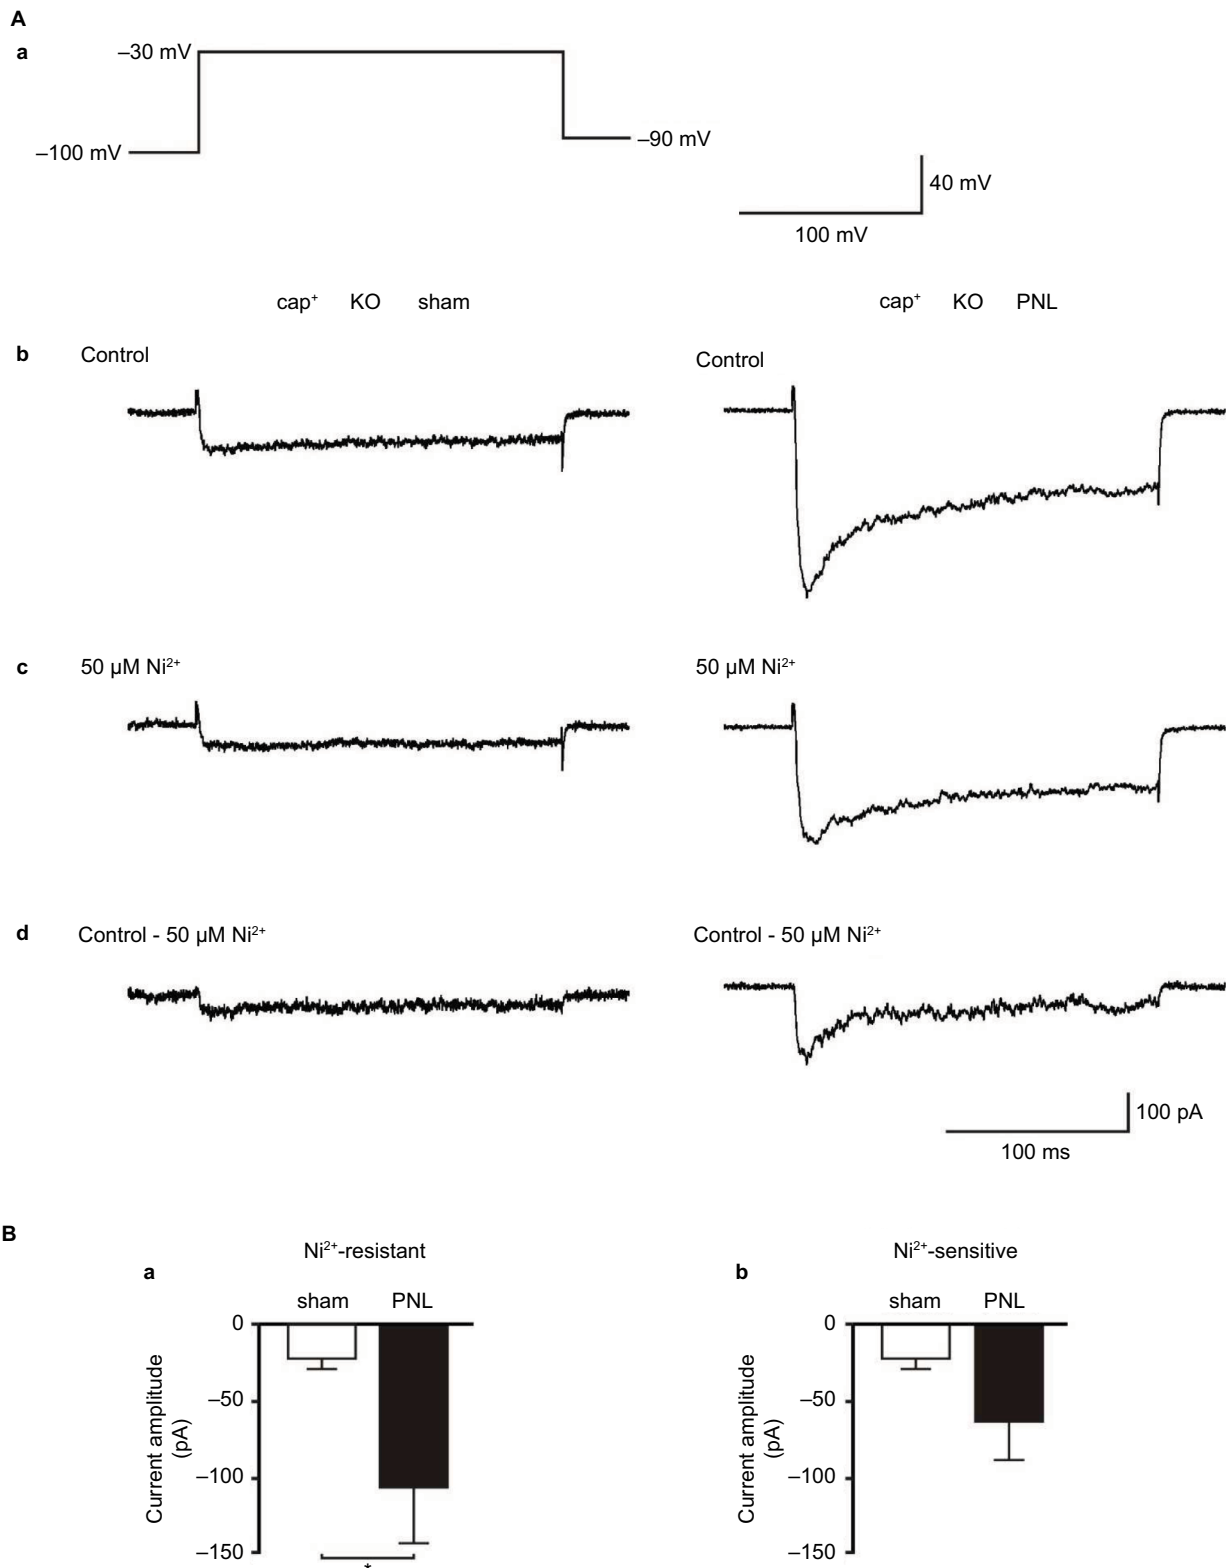 A
a
–30 mV
–100 mV
–90 mV
40 mV
100 mV
cap⁺ KO sham
cap⁺ KO PNL
b
Control
Control
c
50 µM Ni²⁺
50 µM Ni²⁺
d
Control - 50 µM Ni²⁺
Control - 50 µM Ni²⁺
100 pA
100 ms
B
Ni²⁺-resistant
a
sham PNL
0
–50
–100
–150
Current amplitude
(pA)
*
Ni²⁺-sensitive
b
sham PNL
0
–50
–100
–150
Current amplitude
(pA)